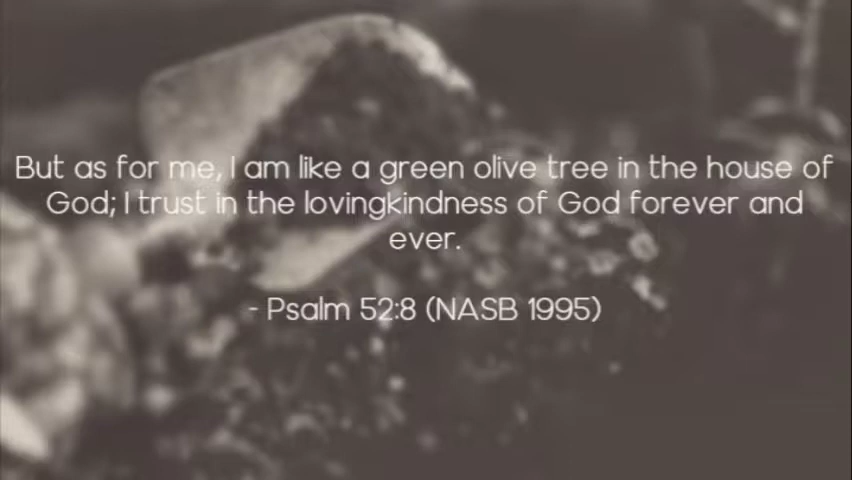 But as for me, I am like a green olive tree in the house of
God; I trust in the lovingkindness of God forever and
ever.
- Psalm 52:8 (NASB 1995)